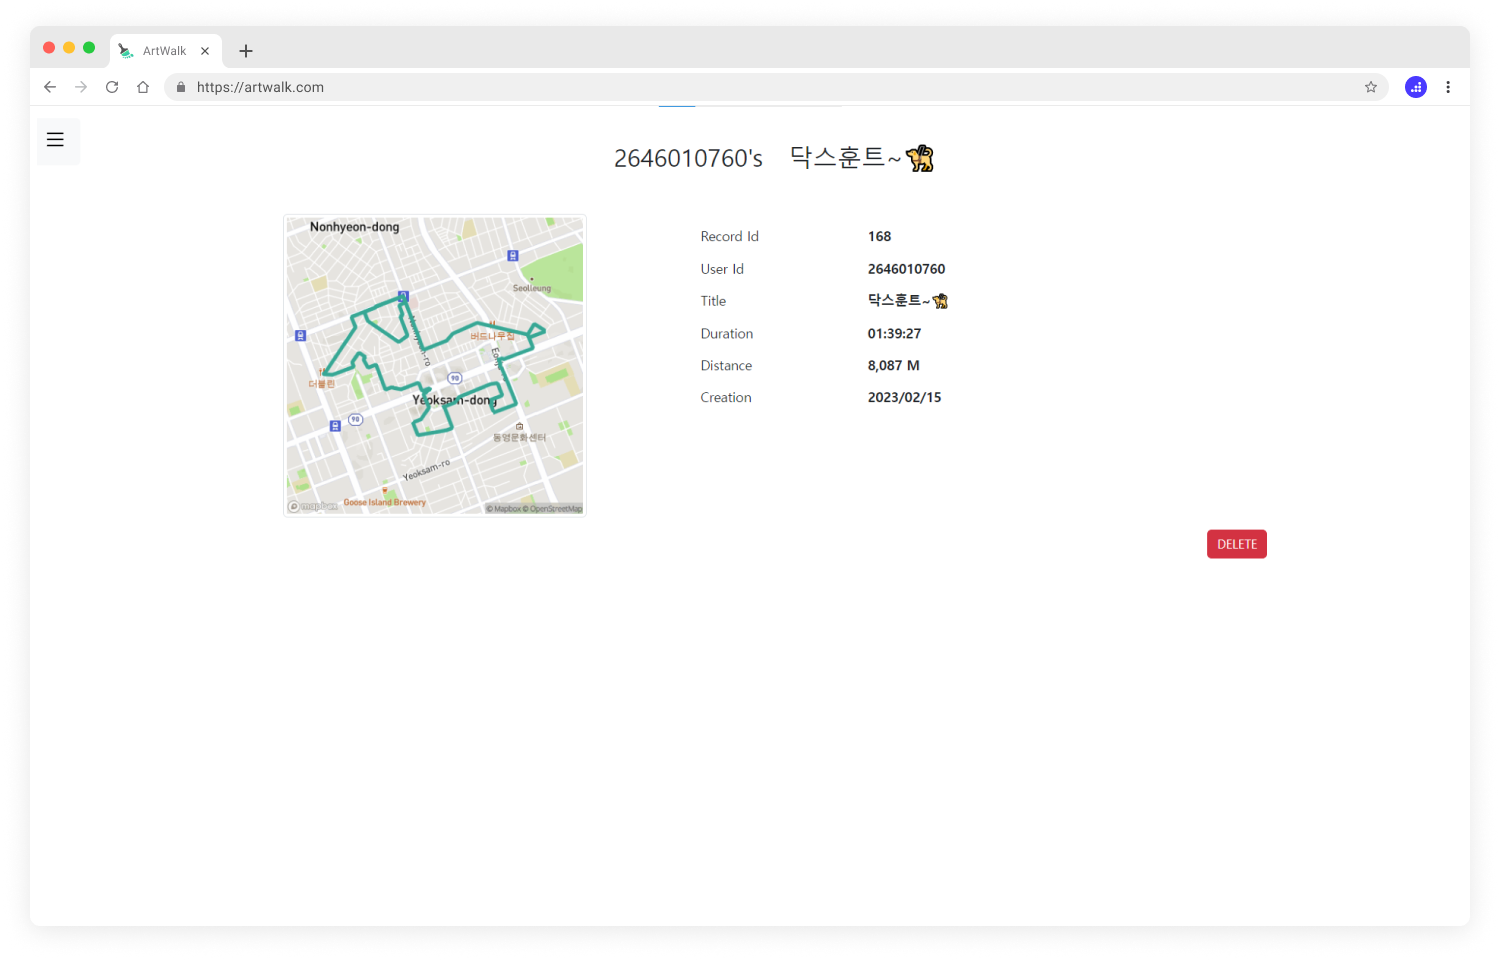 ArtWalk
https://artwalk.com
2646010760's 닥스훈트~🐕
Nonhyeon-dong
Seolleung
Nonhyeon-ro
버드나무집
더블린
90
Yeoksam-dong
90
동영문화센터
Yeoksam-ro
Goose Island Brewery
mapbox
© Mapbox © OpenStreetMap
Record Id 168
User Id 2646010760
Title 닥스훈트~🐕
Duration 01:39:27
Distance 8,087 M
Creation 2023/02/15
DELETE